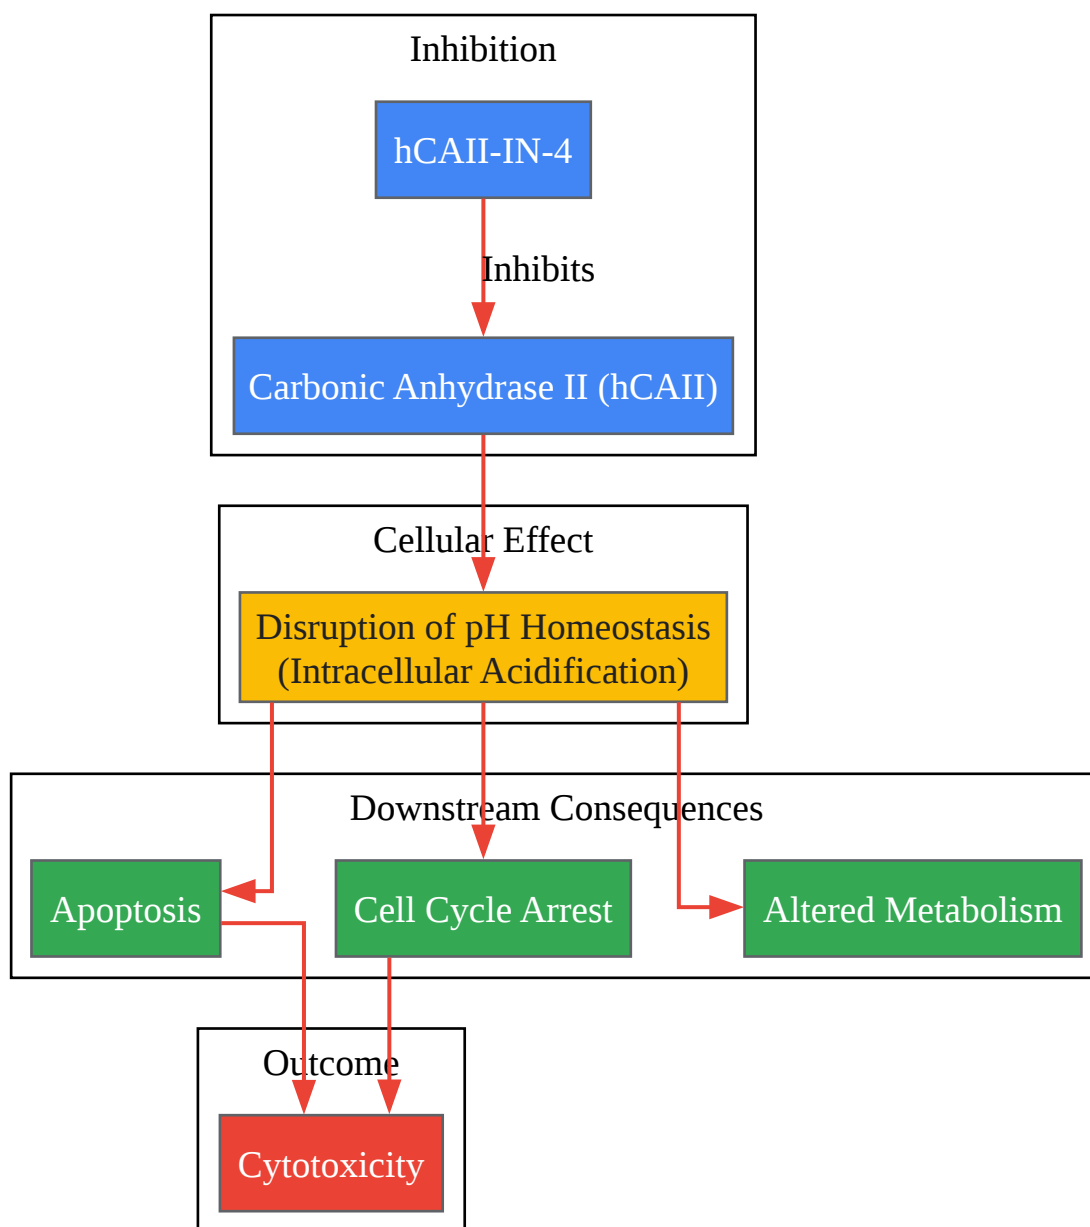 Inhibition
hCAII-IN-4
Inhibits
Carbonic Anhydrase II (hCAII)
Cellular Effect
Disruption of pH Homeostasis
(Intracellular Acidification)
Downstream Consequences
Apoptosis
Cell Cycle Arrest
Altered Metabolism
Outcome
Cytotoxicity